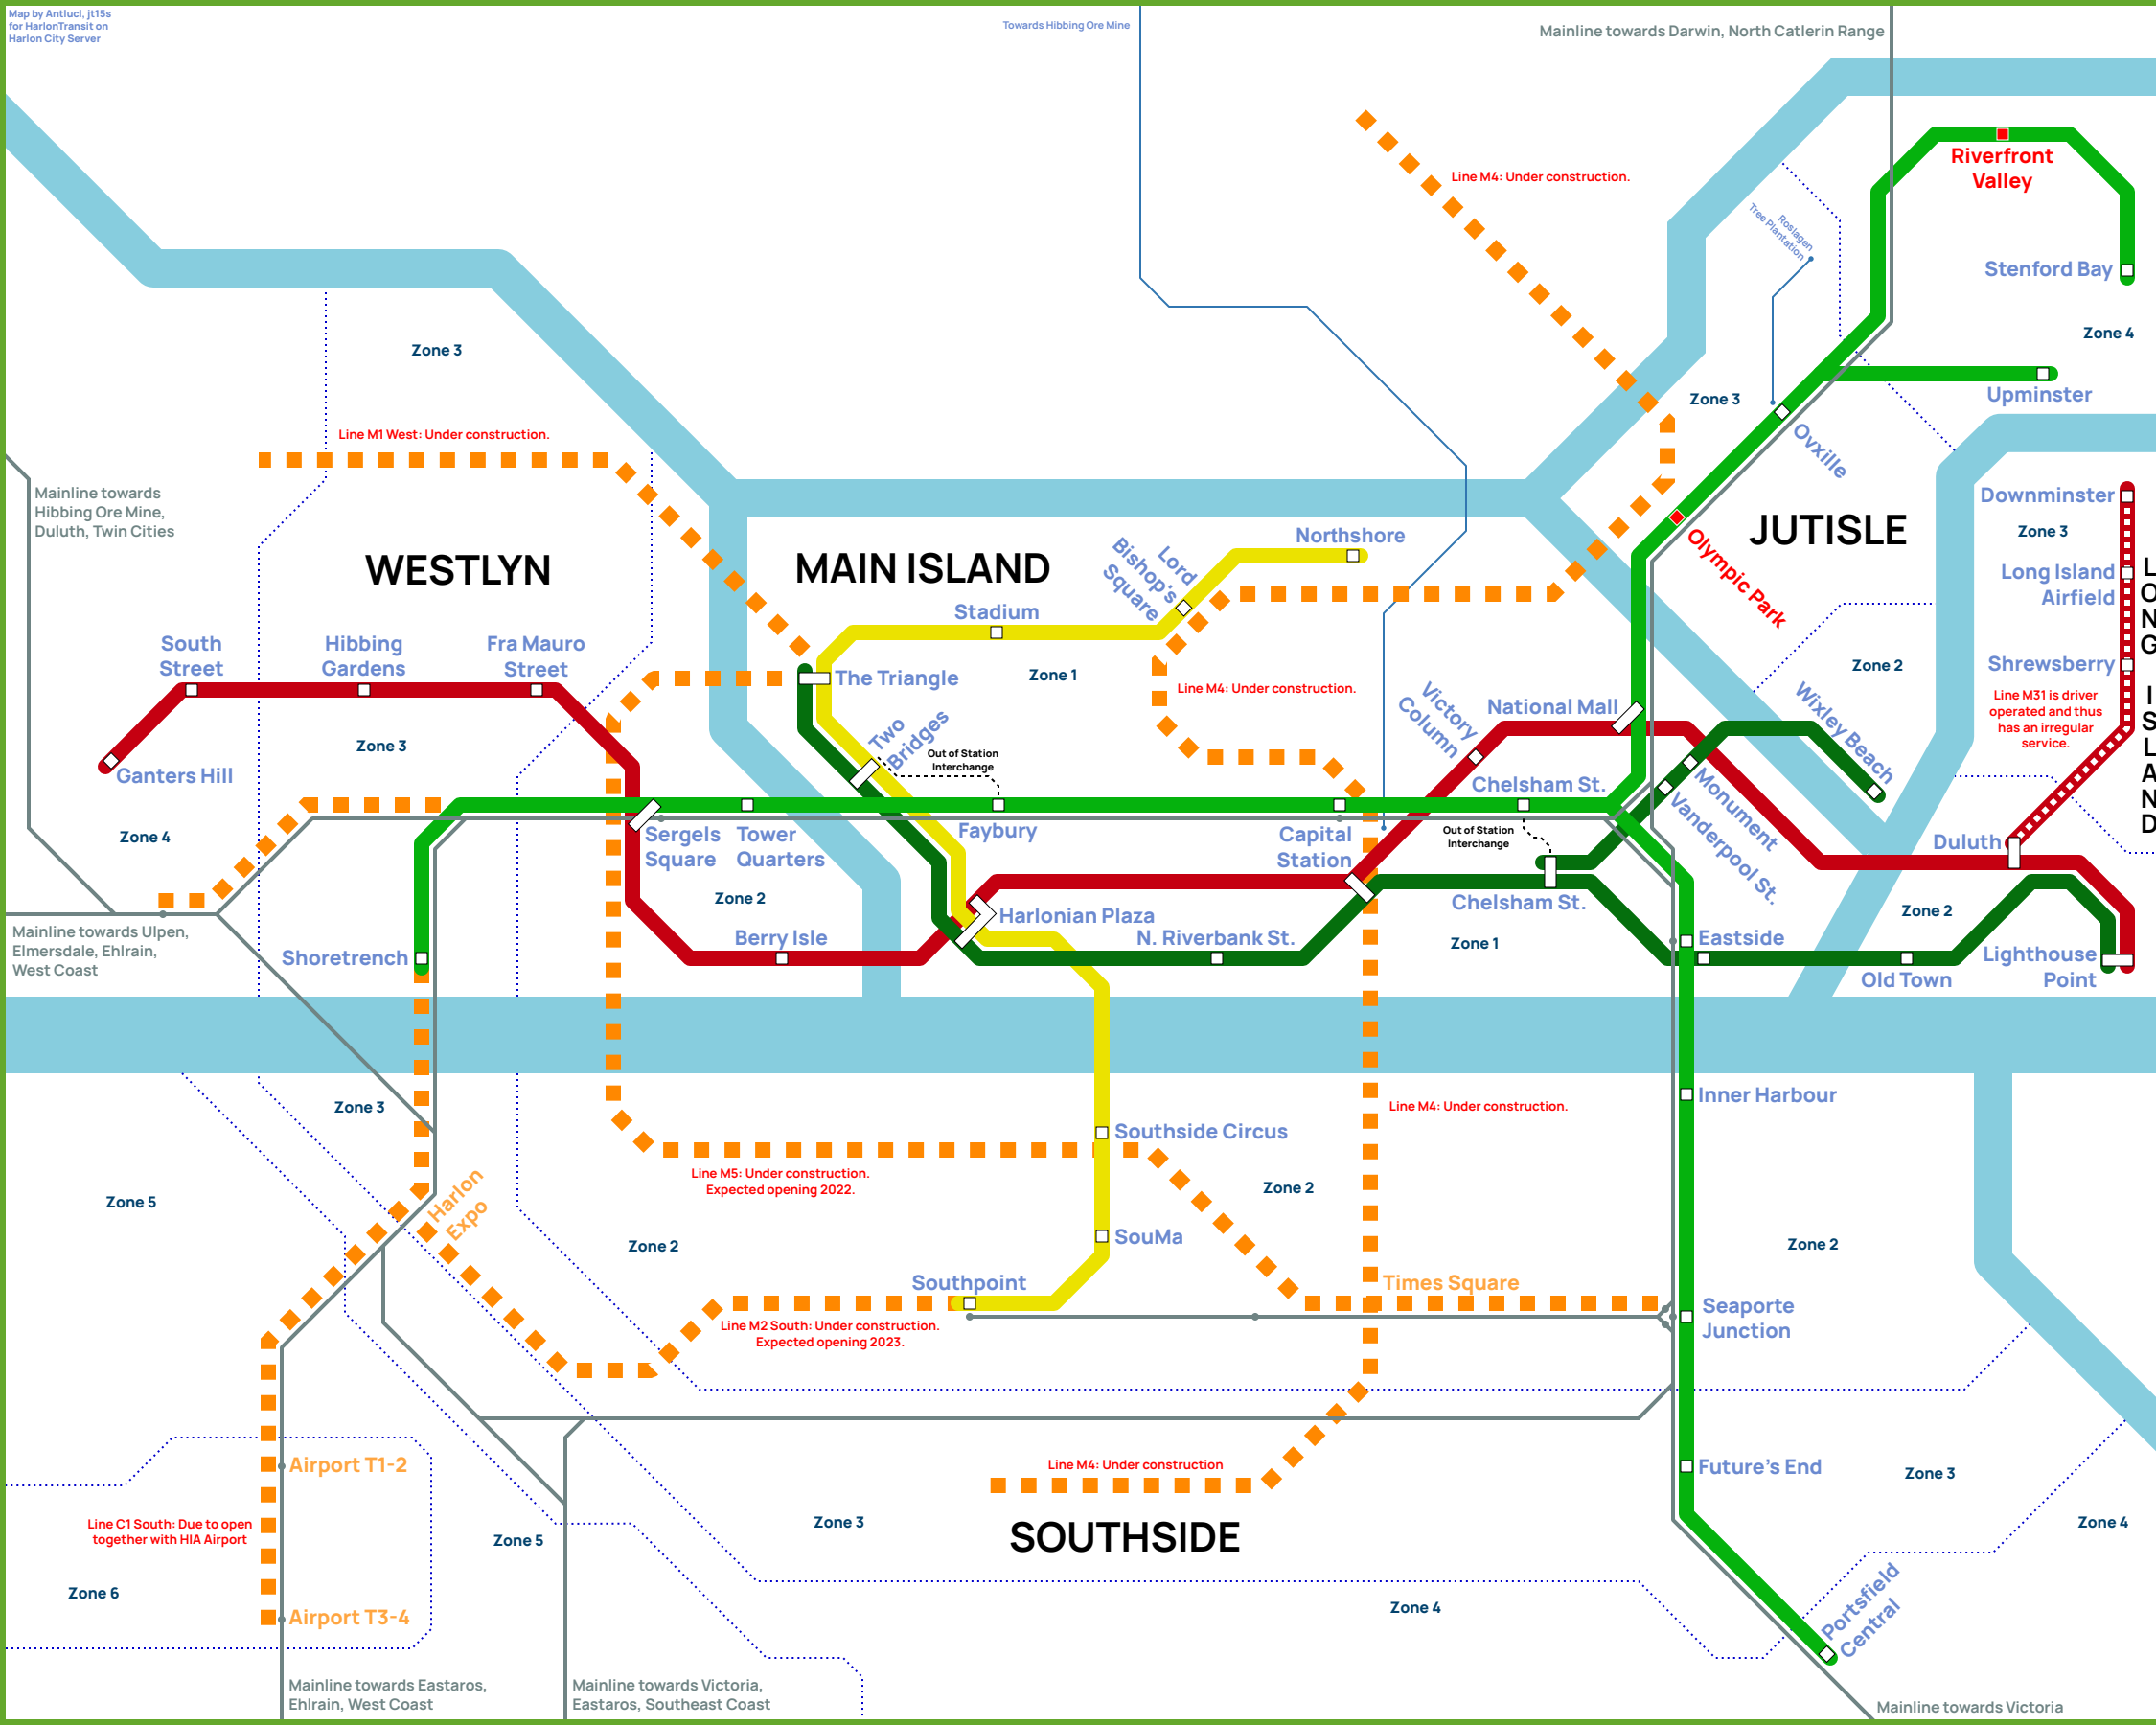 Map by Antlucl, jt15s
for HarlonTransit on
Harlon City Server
Towards Hibbing Ore Mine
Mainline towards Darwin, North Catlerin Range
Line M4: Under construction.
Riverfront
Valley
Roslagen
Tree Plantation
Stenford Bay
Zone 4
Zone 3
Upminster
Zone 3
Ovxille
Line M1 West: Under construction.
Mainline towards
Hibbing Ore Mine,
Duluth, Twin Cities
WESTLYN
MAIN ISLAND
JUTISLE
Downminster
Zone 3
Long Island
Airfield
LONG ISLAND
Olympic Park
Northshore
Lord
Bishop's
Square
Stadium
South
Street
Hibbing
Gardens
Fra Mauro
Street
The Triangle
Zone 1
Line M4: Under construction.
Zone 2
Shrewsberry
Line M31 is driver
operated and thus
has an irregular
service.
Victory
Column
National Mall
Wixley Beach
Two
Bridges
Out of Station
Interchange
Zone 3
Ganters Hill
Chelsham St.
Monument
Vanderpool St.
Zone 4
Sergels
Square
Tower
Quarters
Faybury
Capital
Station
Out of Station
Interchange
Duluth
Zone 2
Harlonian Plaza
Chelsham St.
Zone 2
Mainline towards Ulpen,
Elmersdale, Ehlrain,
West Coast
Shoretrench
Berry Isle
N. Riverbank St.
Zone 1
Eastside
Old Town
Lighthouse
Point
Zone 3
Inner Harbour
Line M4: Under construction.
Southside Circus
Line M5: Under construction.
Expected opening 2022.
Zone 5
Harlon
Expo
Zone 2
Zone 2
SouMa
Zone 2
Southpoint
Times Square
Line M2 South: Under construction.
Expected opening 2023.
Seaporte
Junction
Airport T1-2
Line M4: Under construction
Future's End
Zone 3
Line C1 South: Due to open
together with HIA Airport
Zone 5
Zone 3
SOUTHSIDE
Zone 4
Zone 6
Airport T3-4
Zone 4
Portsfield
Central
Mainline towards Eastaros,
Ehlrain, West Coast
Mainline towards Victoria,
Eastaros, Southeast Coast
Mainline towards Victoria